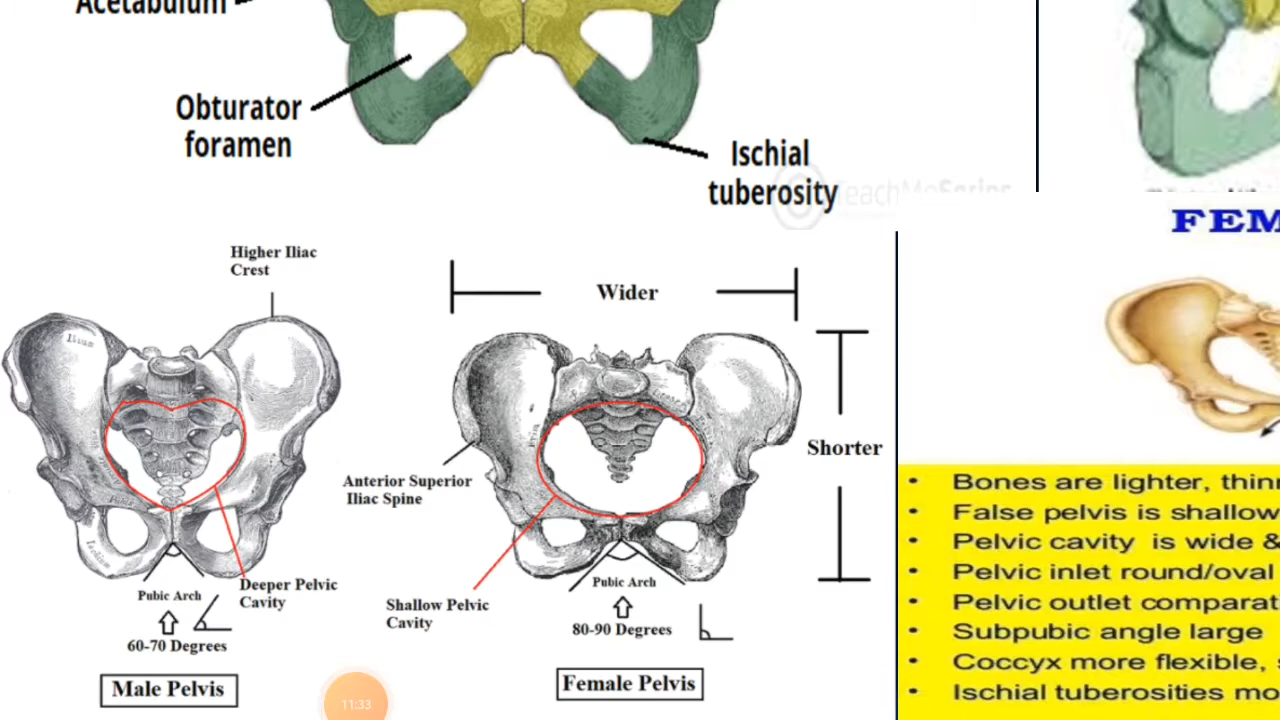 Acetabulum
Obturator
foramen
Ischial
tuberosity
TeachMeSeries
FEM
Higher Iliac
Crest
Wider
Shorter
Anterior Superior
Iliac Spine
Ilium
Pubic Arch
Deeper Pelvic
Cavity
60-70 Degrees
Male Pelvis
Shallow Pelvic
Cavity
Pubic Arch
80-90 Degrees
Female Pelvis
11:33
• Bones are lighter, thin
• False pelvis is shallow
• Pelvic cavity is wide &
• Pelvic inlet round/oval
• Pelvic outlet comparat
• Subpubic angle large
• Coccyx more flexible,
• Ischial tuberosities mo